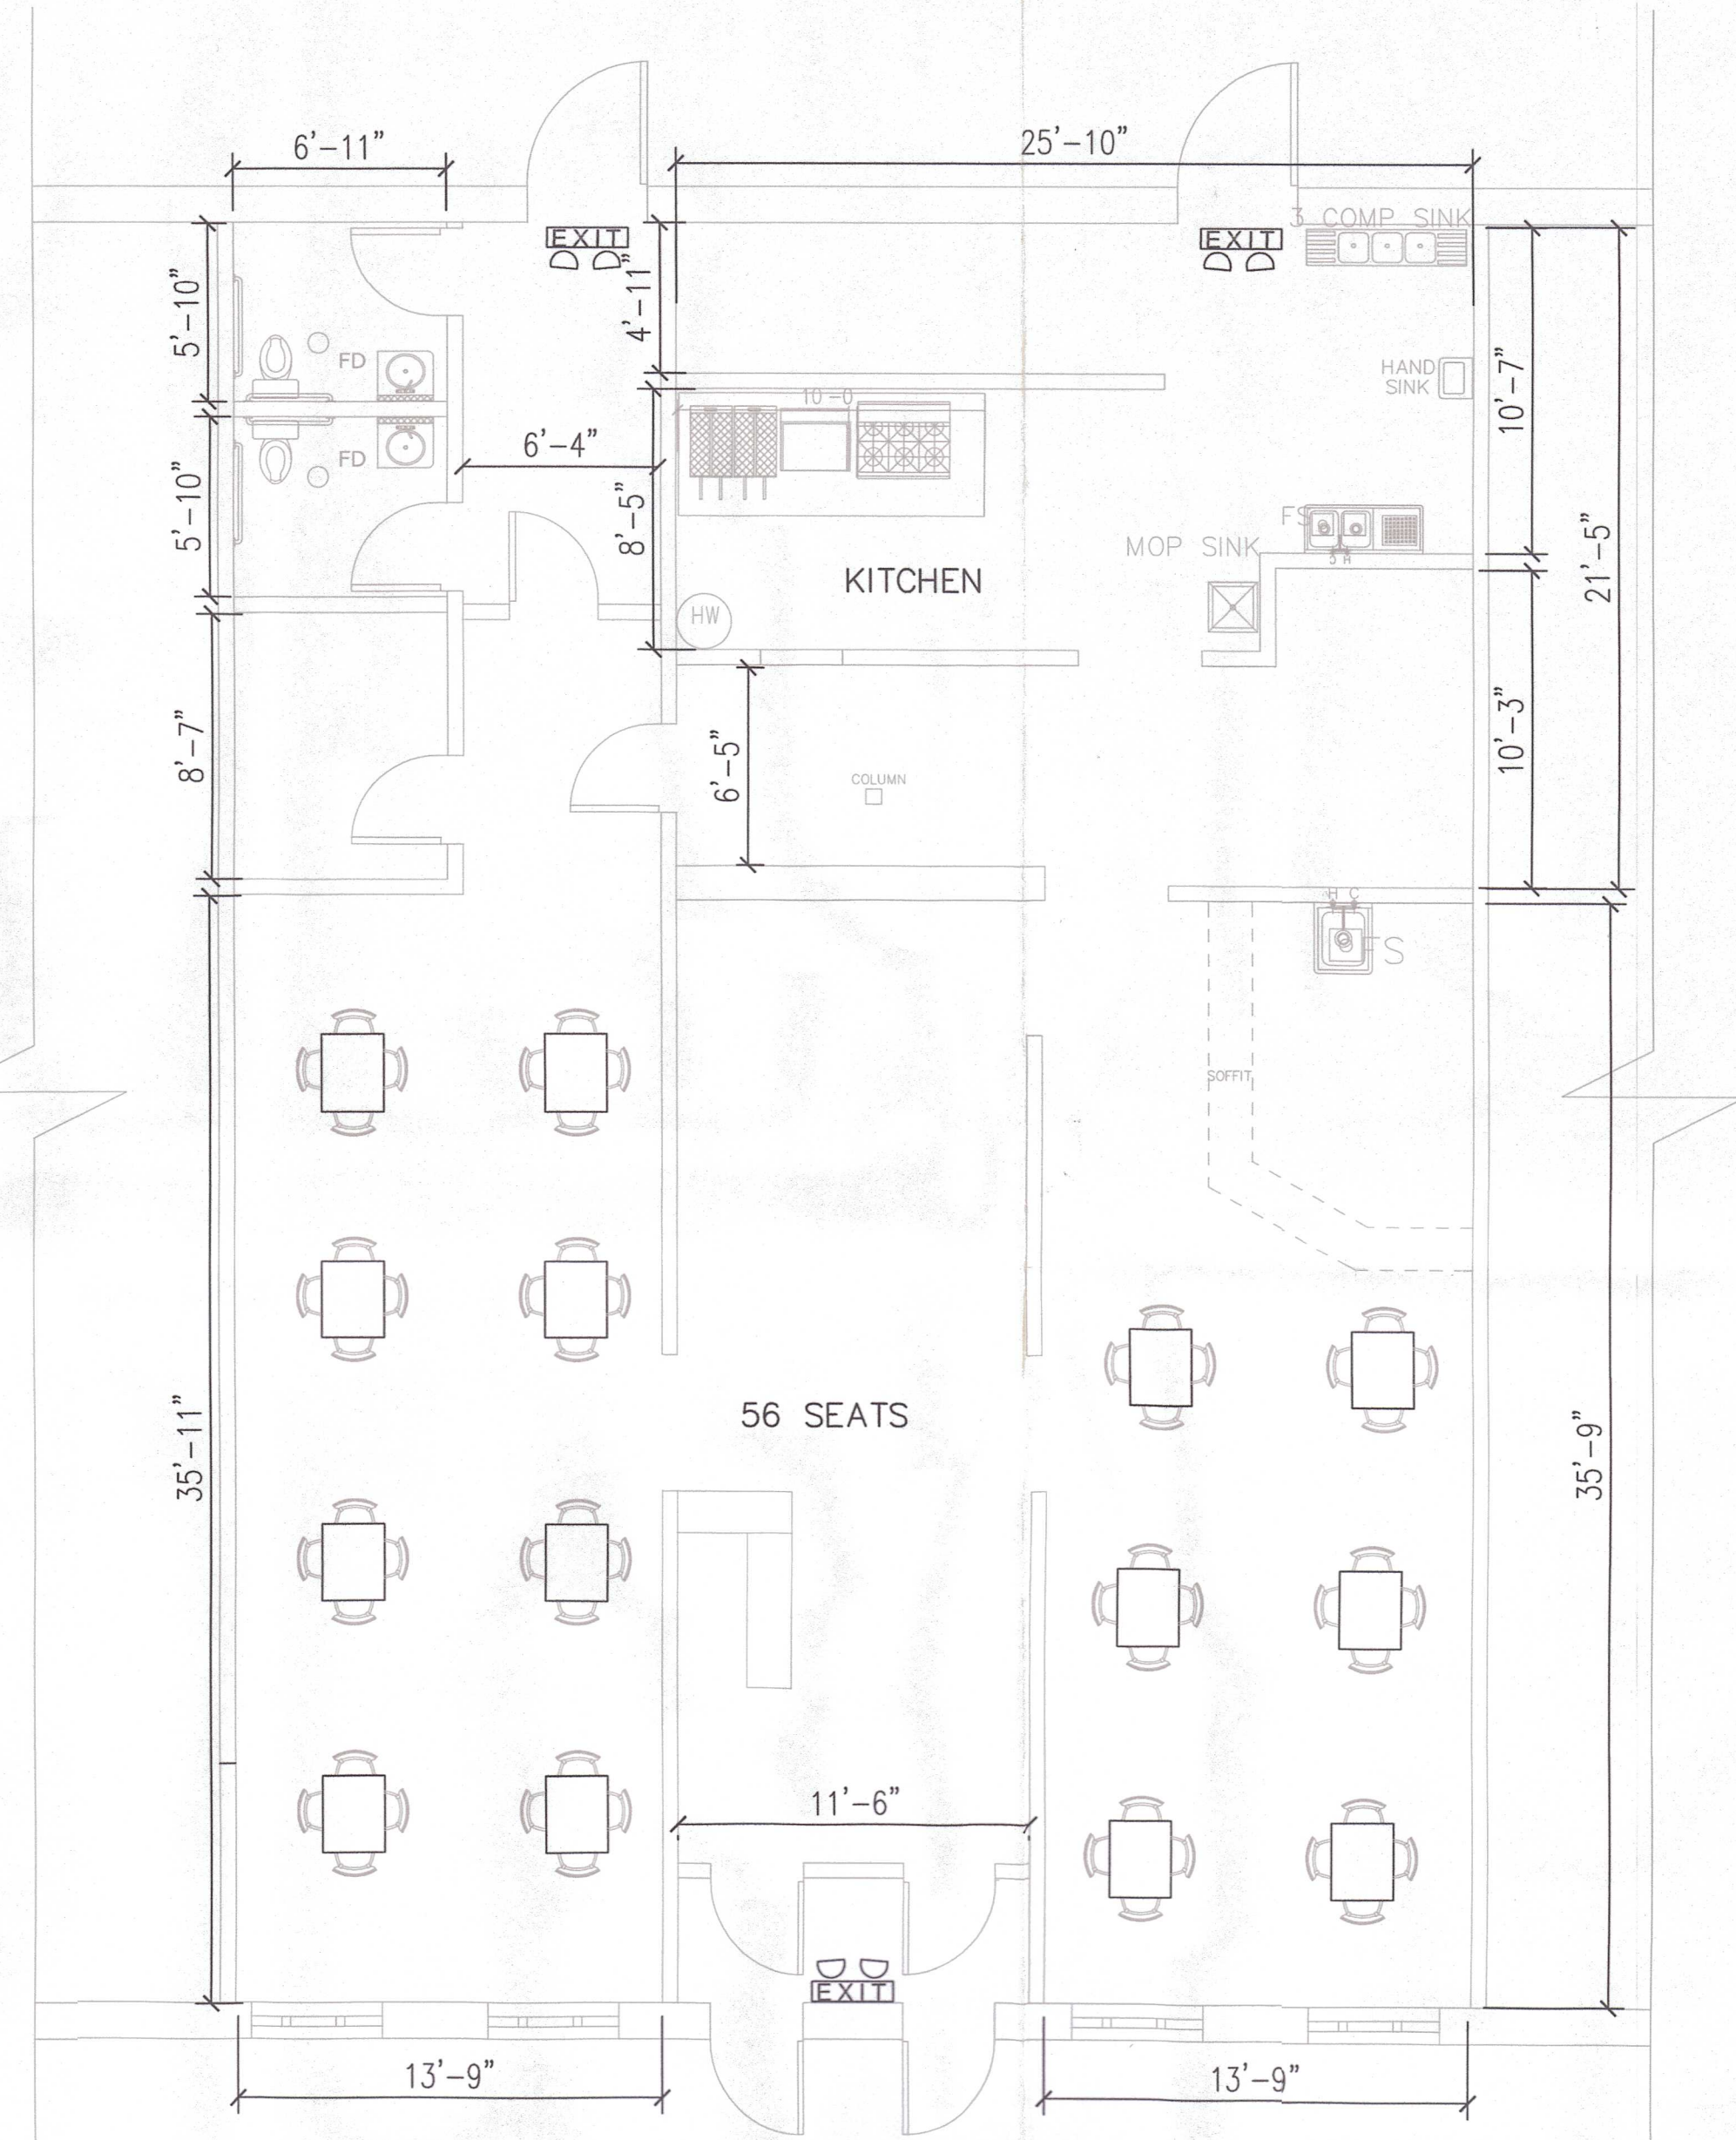 6'-11"
25'-10"
3 COMP SINK
EXIT
EXIT
5'-10"
4'-11"
FD
HAND
SINK
10'-7"
10-0
6'-4"
FD
5'-10"
8'-5"
FS
MOP SINK
H
21'-5"
KITCHEN
HW
8'-7"
6'-5"
10'-3"
COLUMN
H C
FS
SOFFIT
56 SEATS
35'-11"
35'-9"
11'-6"
EXIT
13'-9"
13'-9"